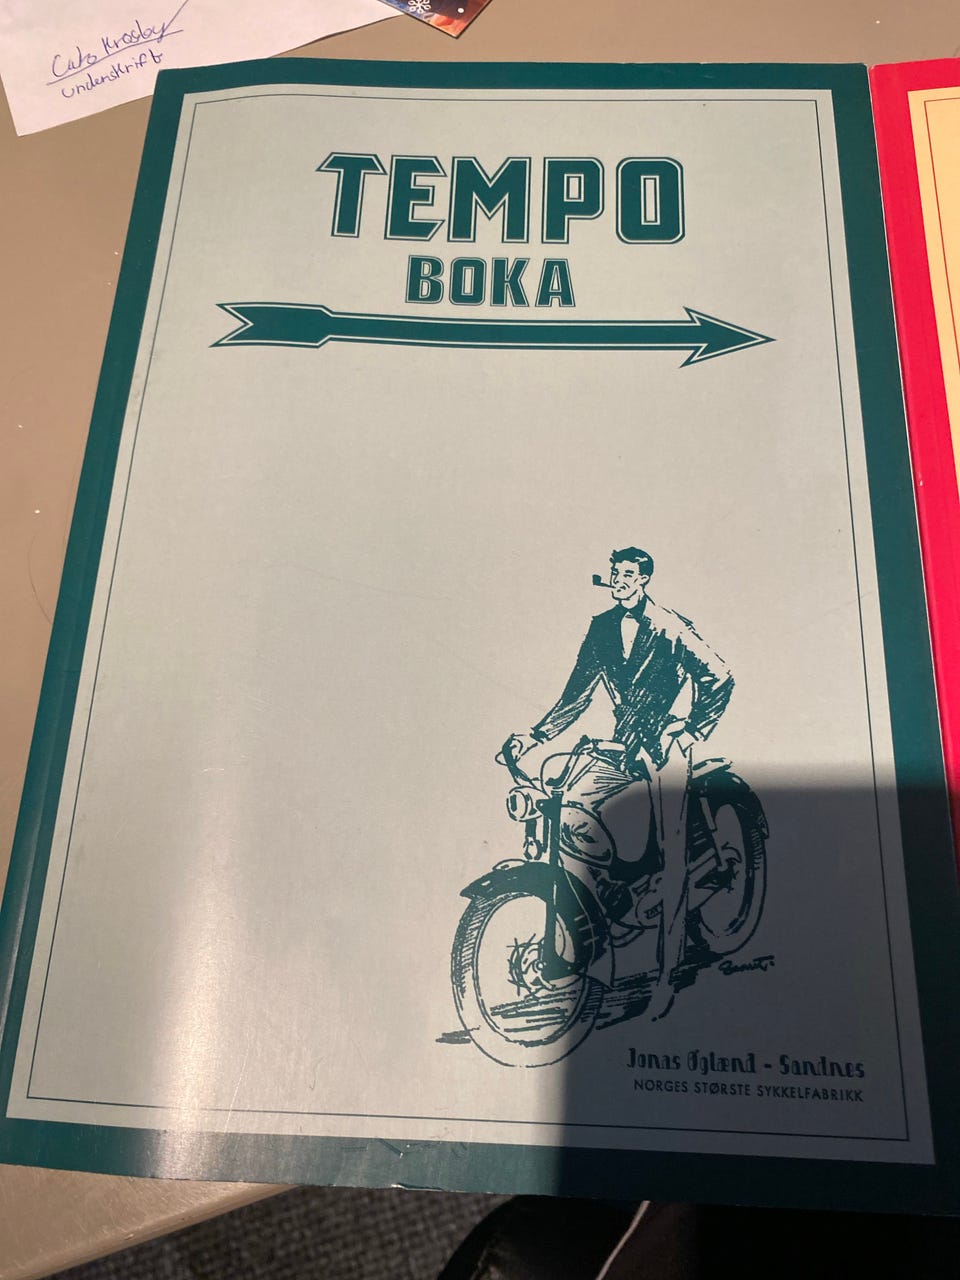 underskrift
TEMPO
BOKA
Jonas Øglænd - Sandnes
NORGES STØRSTE SYKKELFABRIKK